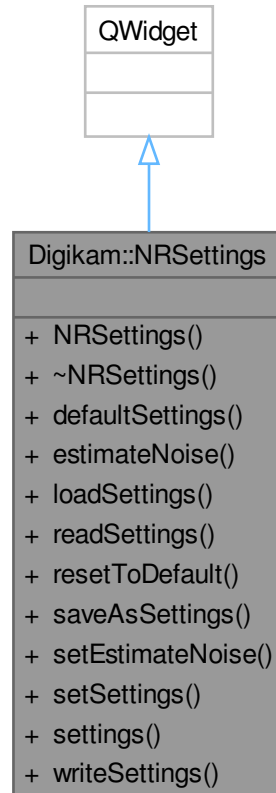 QWidget
Digikam::NRSettings
+ NRSettings()
+ ~NRSettings()
+ defaultSettings()
+ estimateNoise()
+ loadSettings()
+ readSettings()
+ resetToDefault()
+ saveAsSettings()
+ setEstimateNoise()
+ setSettings()
+ settings()
+ writeSettings()